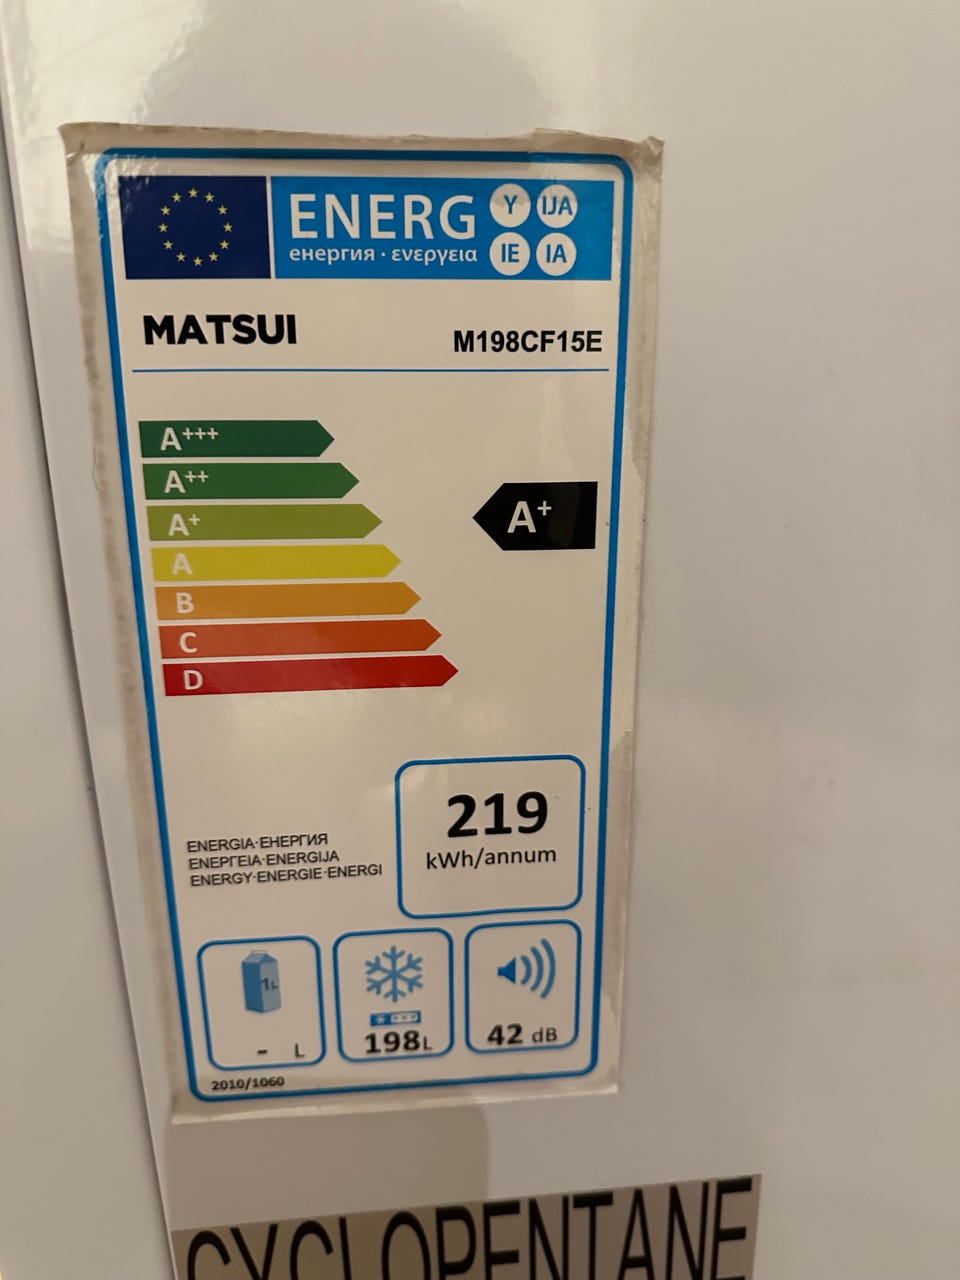 ENERG Y IJA
енергия · ενεργεια IE IA
MATSUI M198CF15E
A+++
A++
A+
A+
A
B
C
D
219
kWh/annum
ENERGIA·ЕНЕРГИЯ
ΕΝΕΡΓΕΙΑ·ENERGIJA
ENERGY·ENERGIE·ENERGI
1L
- L
198L
42 dB
2010/1060
CYCLOPENTANE